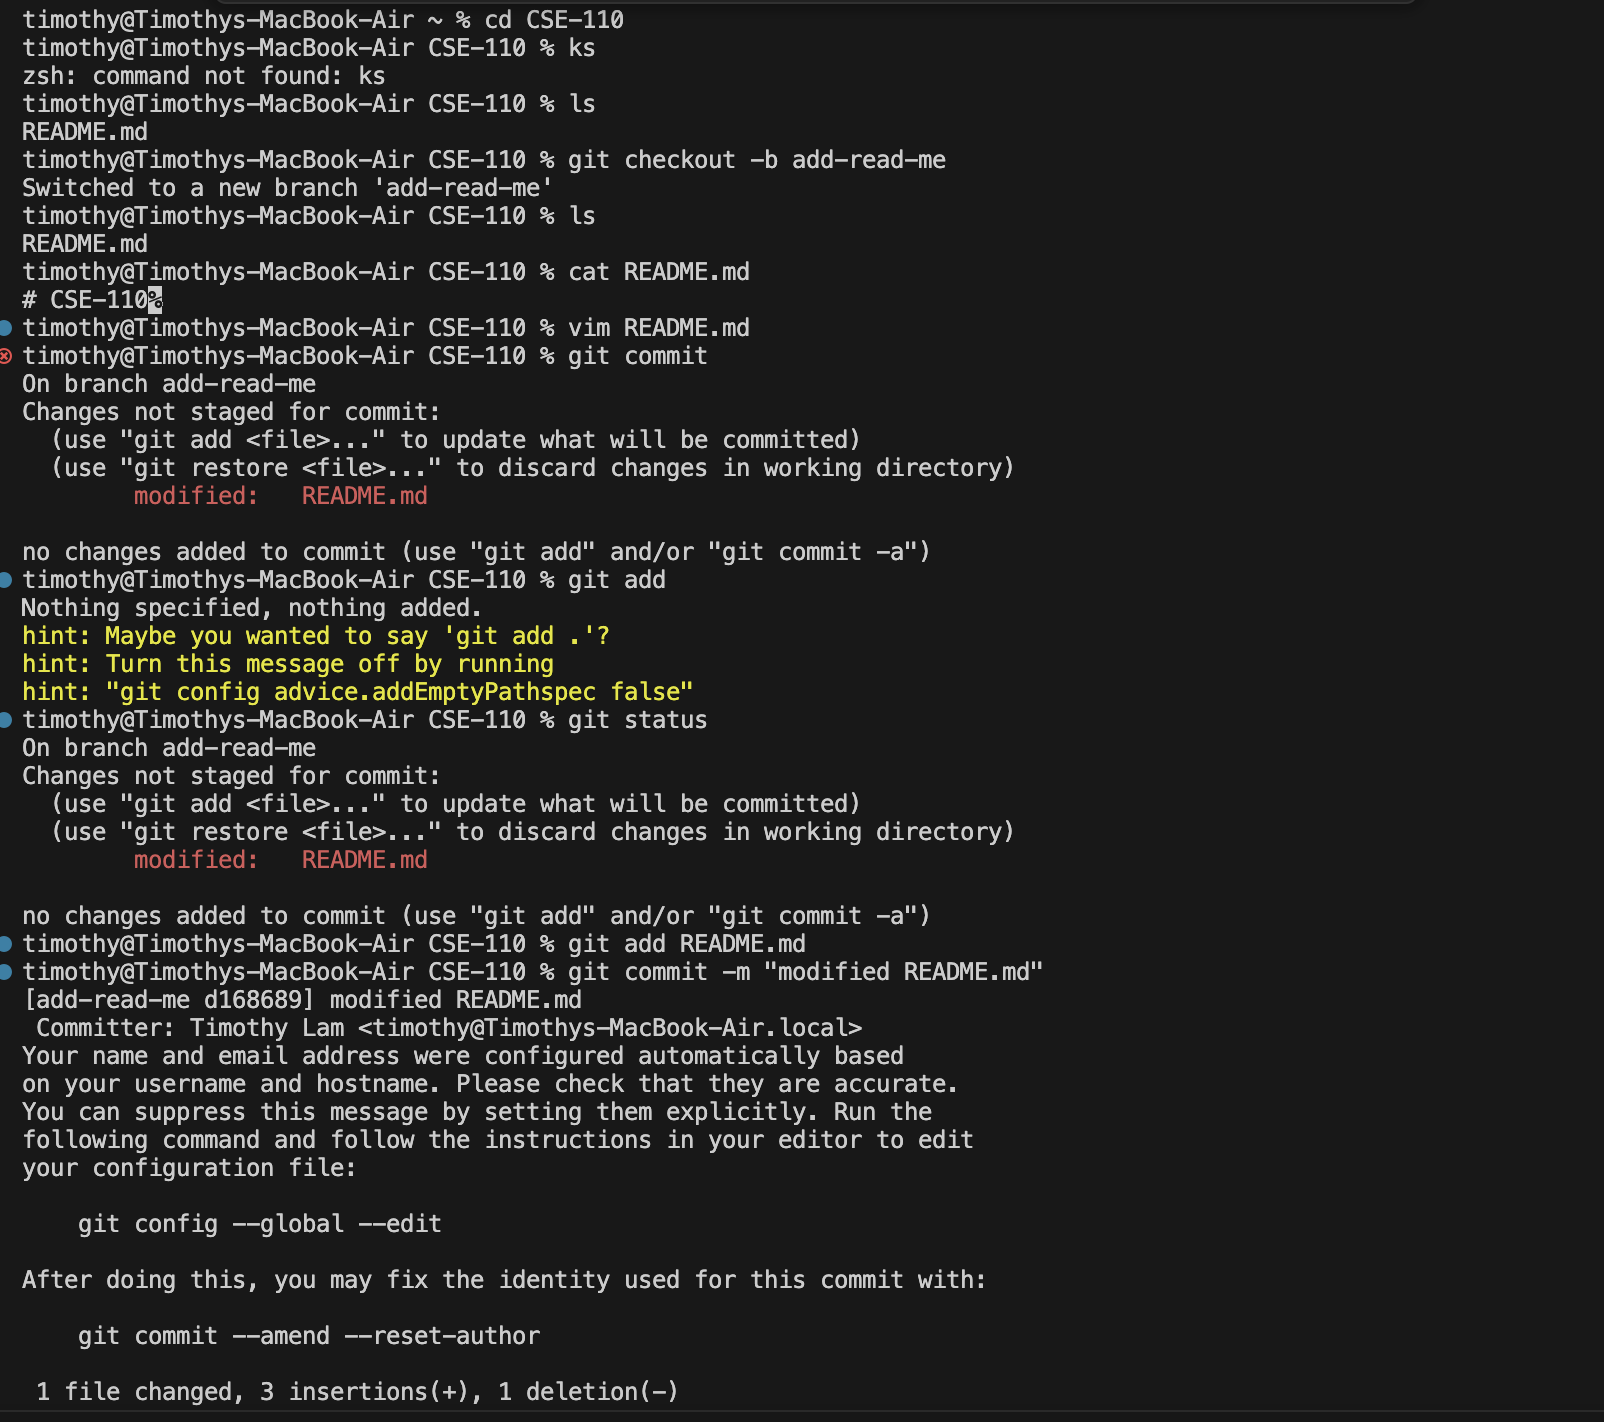 timothy@Timothys-MacBook-Air ~ % cd CSE-110
timothy@Timothys-MacBook-Air CSE-110 % ks
zsh: command not found: ks
timothy@Timothys-MacBook-Air CSE-110 % ls
README.md
timothy@Timothys-MacBook-Air CSE-110 % git checkout -b add-read-me
Switched to a new branch 'add-read-me'
timothy@Timothys-MacBook-Air CSE-110 % ls
README.md
timothy@Timothys-MacBook-Air CSE-110 % cat README.md
# CSE-110%
timothy@Timothys-MacBook-Air CSE-110 % vim README.md
timothy@Timothys-MacBook-Air CSE-110 % git commit
On branch add-read-me
Changes not staged for commit:
  (use "git add <file>..." to update what will be committed)
  (use "git restore <file>..." to discard changes in working directory)
        modified:   README.md

no changes added to commit (use "git add" and/or "git commit -a")
timothy@Timothys-MacBook-Air CSE-110 % git add
Nothing specified, nothing added.
hint: Maybe you wanted to say 'git add .'?
hint: Turn this message off by running
hint: "git config advice.addEmptyPathspec false"
timothy@Timothys-MacBook-Air CSE-110 % git status
On branch add-read-me
Changes not staged for commit:
  (use "git add <file>..." to update what will be committed)
  (use "git restore <file>..." to discard changes in working directory)
        modified:   README.md

no changes added to commit (use "git add" and/or "git commit -a")
timothy@Timothys-MacBook-Air CSE-110 % git add README.md
timothy@Timothys-MacBook-Air CSE-110 % git commit -m "modified README.md"
[add-read-me d168689] modified README.md
 Committer: Timothy Lam <timothy@Timothys-MacBook-Air.local>
Your name and email address were configured automatically based
on your username and hostname. Please check that they are accurate.
You can suppress this message by setting them explicitly. Run the
following command and follow the instructions in your editor to edit
your configuration file:

    git config --global --edit

After doing this, you may fix the identity used for this commit with:

    git commit --amend --reset-author

 1 file changed, 3 insertions(+), 1 deletion(-)